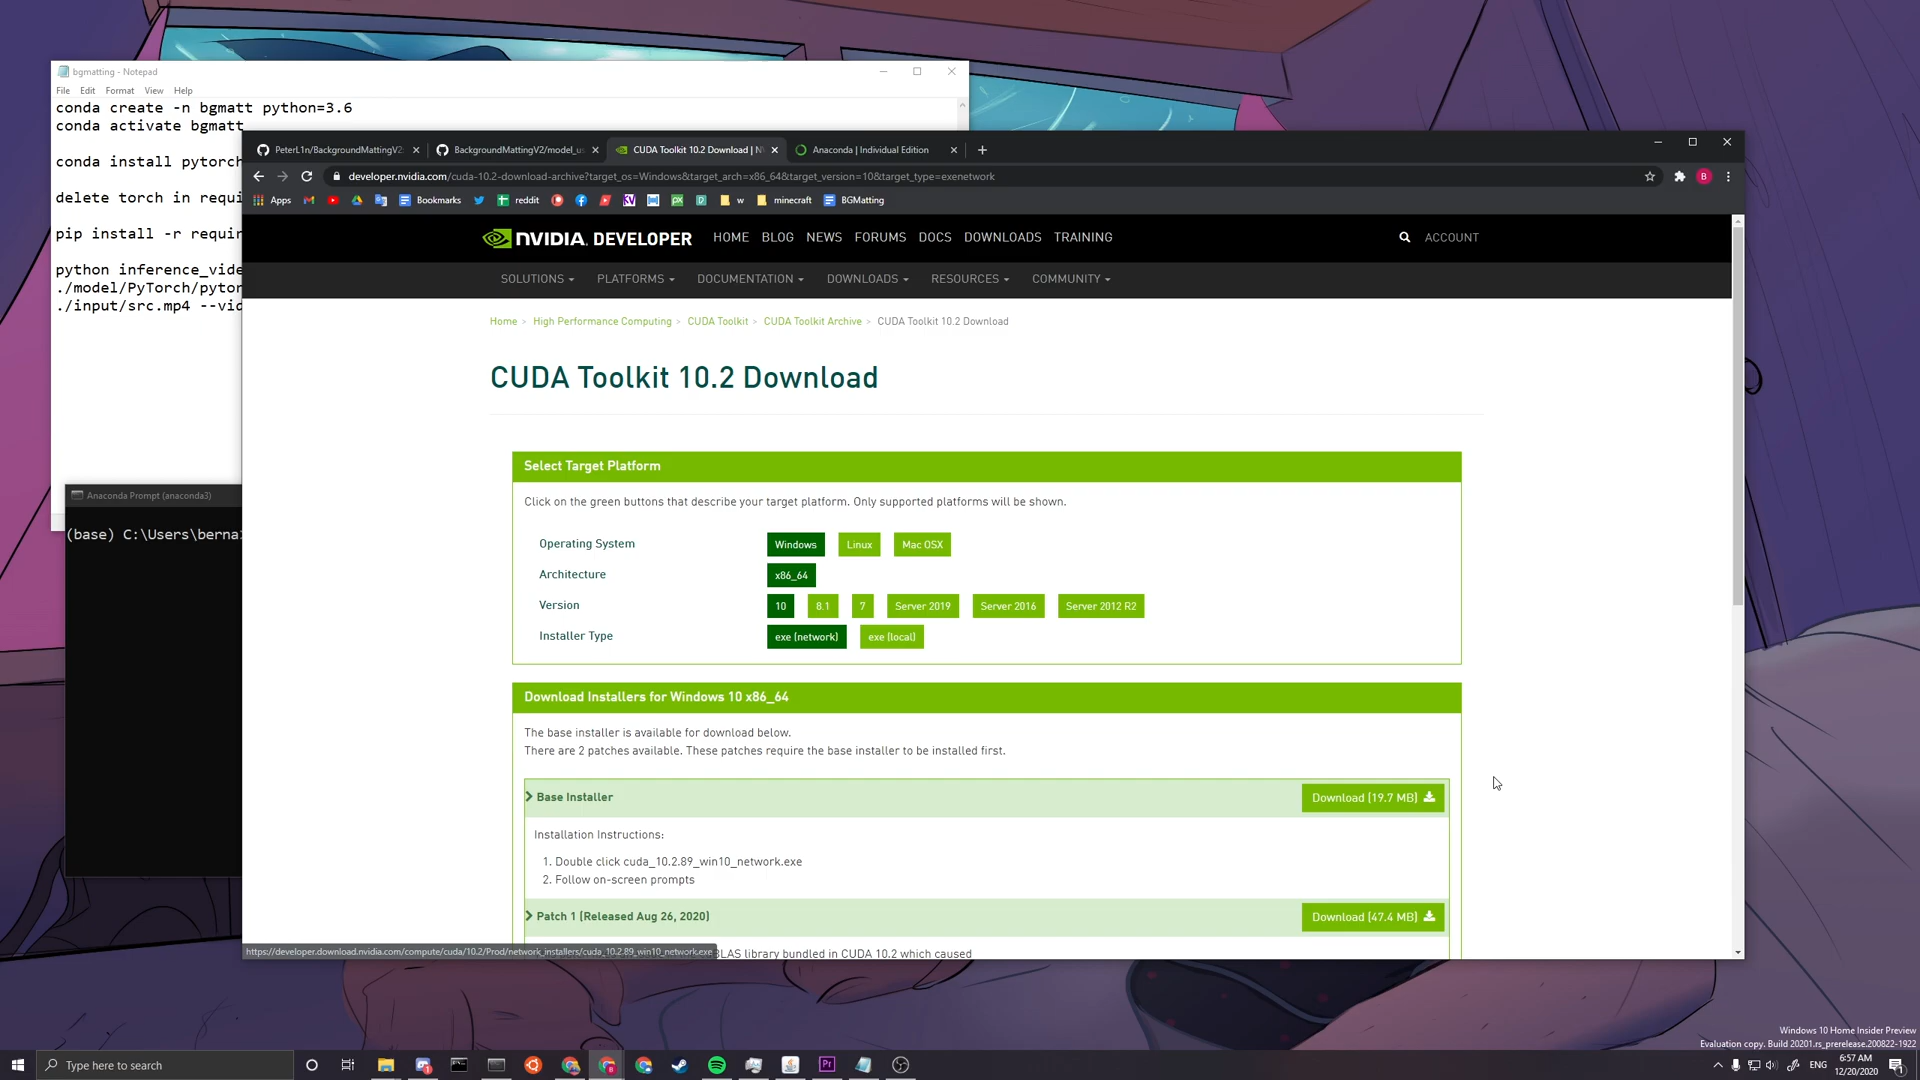 bgmatting - Notepad
File Edit Format View Help
conda create -n bgmatt python=3.6
conda activate bgmatt
conda install pytorch
delete torch in requi
pip install -r requir
python inference_vide
./model/PyTorch/pytor
./input/src.mp4 --vid
Anaconda Prompt (anaconda3)
(base) C:\Users\berna
PeterL1n/BackgroundMattingV2: BackgroundMattingV2/model_us CUDA Toolkit 10.2 Download | N Anaconda | Individual Edition
developer.nvidia.com/cuda-10.2-download-archive?target_os=Windows&target_arch=x86_64&target_version=10&target_type=exenetwork
B
Apps Bookmarks reddit w minecraft BGMatting
NVIDIA. DEVELOPER HOME BLOG NEWS FORUMS DOCS DOWNLOADS TRAINING ACCOUNT
SOLUTIONS PLATFORMS DOCUMENTATION DOWNLOADS RESOURCES COMMUNITY
Home > High Performance Computing > CUDA Toolkit > CUDA Toolkit Archive > CUDA Toolkit 10.2 Download
CUDA Toolkit 10.2 Download
Select Target Platform
Click on the green buttons that describe your target platform. Only supported platforms will be shown.
Operating System Windows Linux Mac OSX
Architecture x86_64
Version 10 8.1 7 Server 2019 Server 2016 Server 2012 R2
Installer Type exe (network) exe (local)
Download Installers for Windows 10 x86_64
The base installer is available for download below.
There are 2 patches available. These patches require the base installer to be installed first.
Base Installer Download (19.7 MB)
Installation Instructions:
1. Double click cuda_10.2.89_win10_network.exe
2. Follow on-screen prompts
Patch 1 (Released Aug 26, 2020) Download (47.4 MB)
https://developer.download.nvidia.com/compute/cuda/10.2/Prod/network_installers/cuda_10.2.89_win10_network.exe BLAS library bundled in CUDA 10.2 which caused
Windows 10 Home Insider Preview
Evaluation copy. Build 20201.rs_prerelease.200822-1922
Type here to search
Pr
ENG
6:57 AM
12/20/2020